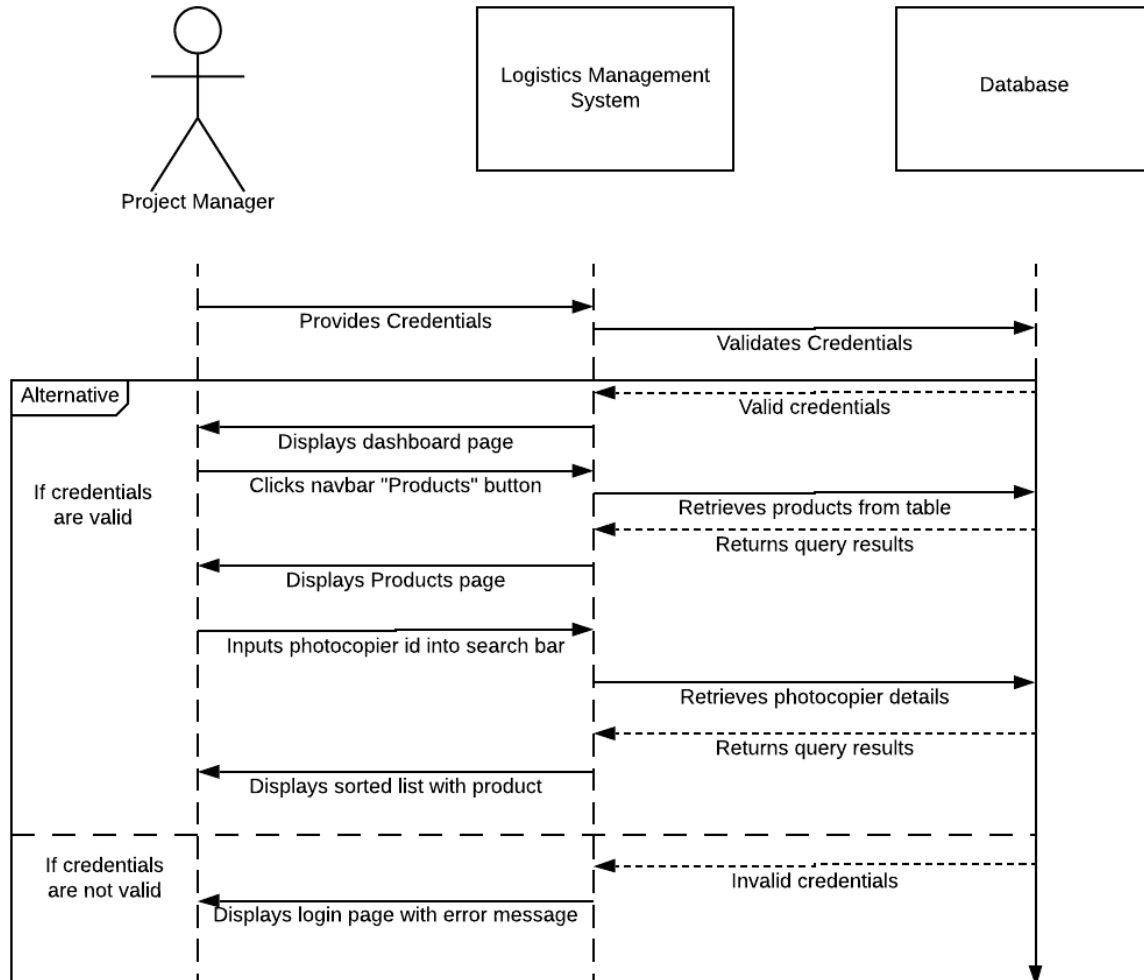 Logistics Management
System
Database
Project Manager
Provides Credentials
Validates Credentials
Alternative
Valid credentials
Displays dashboard page
If credentials
are valid
Clicks navbar "Products" button
Retrieves products from table
Returns query results
Displays Products page
Inputs photocopier id into search bar
Retrieves photocopier details
Returns query results
Displays sorted list with product
If credentials
are not valid
Invalid credentials
Displays login page with error message